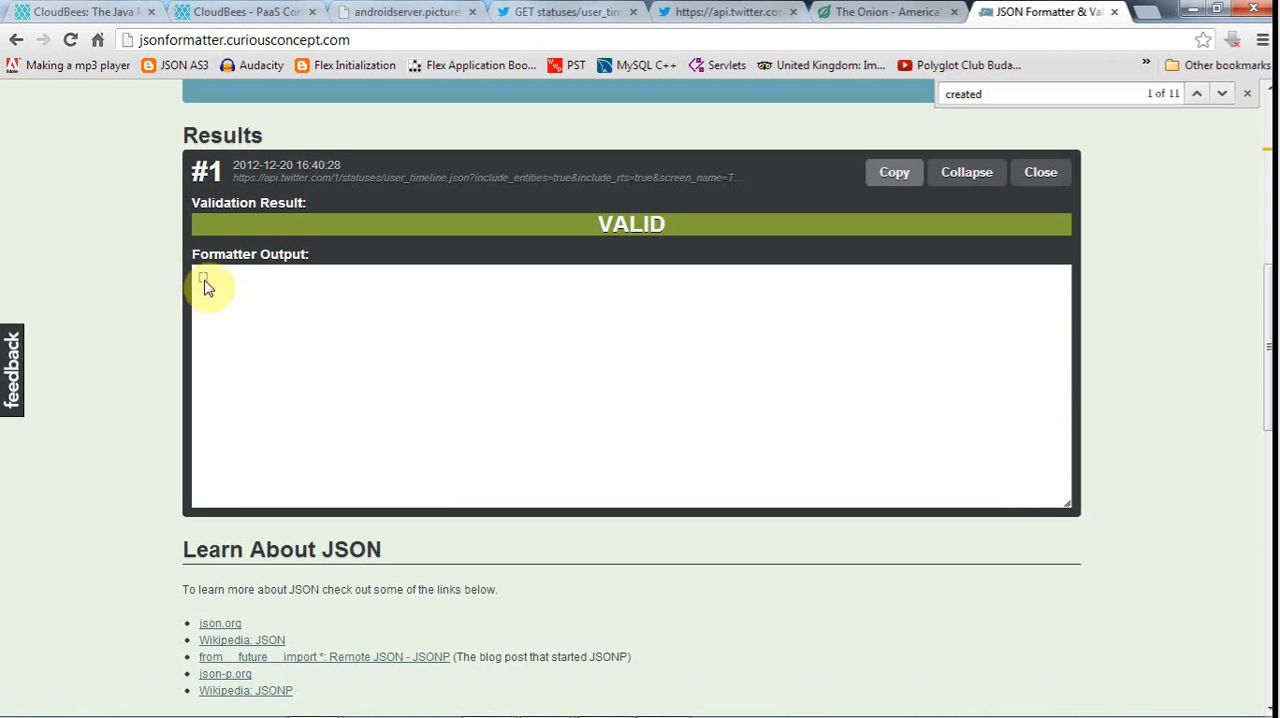 CloudBees: The Java
CloudBees - PaaS Co
androidserver.picture
GET statuses/user_tim
https://api.twitter.co
The Onion - America'
JSON Formatter & Va
jsonformatter.curiousconcept.com
Making a mp3 player
JSON AS3
Audacity
Flex Initialization
Flex Application Boo...
PST
MySQL C++
Servlets
United Kingdom: Im...
Polyglot Club Suda...
»
Other bookmarks
created
1 of 11
Results
#1
2012-12-20 16:40:28
https://api.twitter.com/1/statuses/user_timeline.json?include_entities=true&include_rts=true&screen_name=T...
Copy
Collapse
Close
Validation Result:
VALID
Formatter Output:
[]
feedback
Learn About JSON
To learn more about JSON check out some of the links below.
json.org
Wikipedia: JSON
from __future__ import *: Remote JSON - JSONP (The blog post that started JSONP)
json-p.org
Wikipedia: JSONP